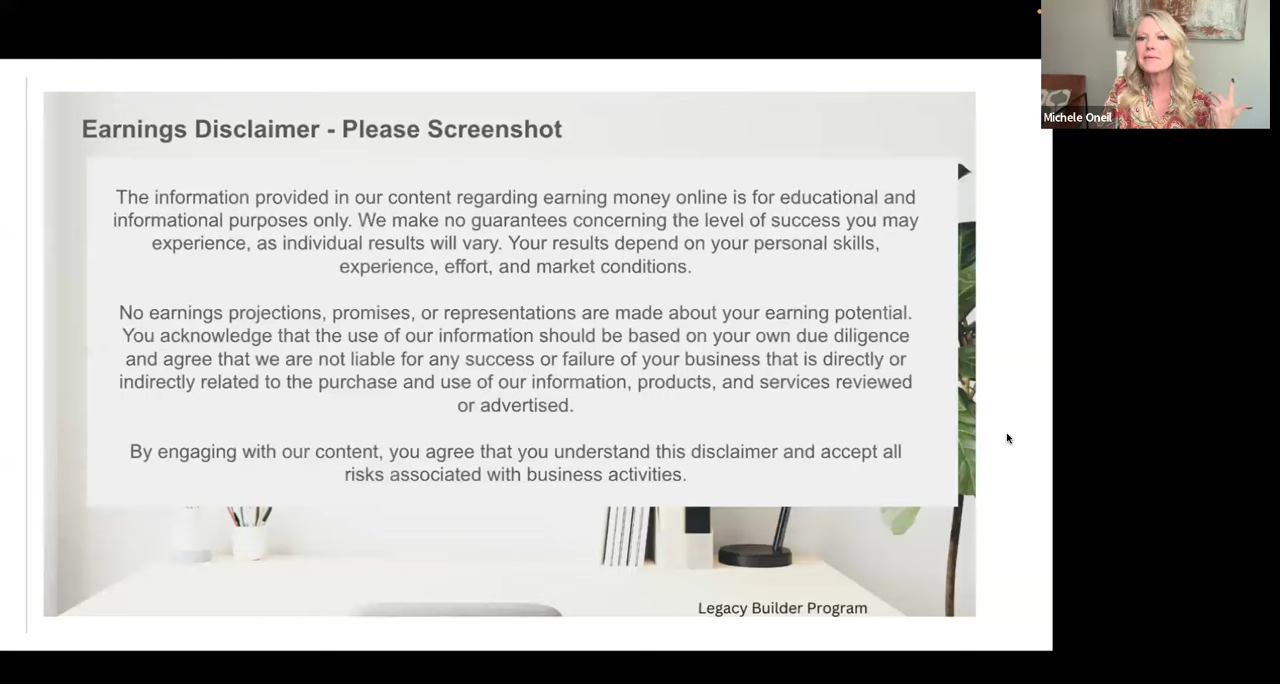 Earnings Disclaimer - Please Screenshot
The information provided in our content regarding earning money online is for educational and
informational purposes only. We make no guarantees concerning the level of success you may
experience, as individual results will vary. Your results depend on your personal skills,
experience, effort, and market conditions.
No earnings projections, promises, or representations are made about your earning potential.
You acknowledge that the use of our information should be based on your own due diligence
and agree that we are not liable for any success or failure of your business that is directly or
indirectly related to the purchase and use of our information, products, and services reviewed
or advertised.
By engaging with our content, you agree that you understand this disclaimer and accept all
risks associated with business activities.
Legacy Builder Program
Michele Oneil